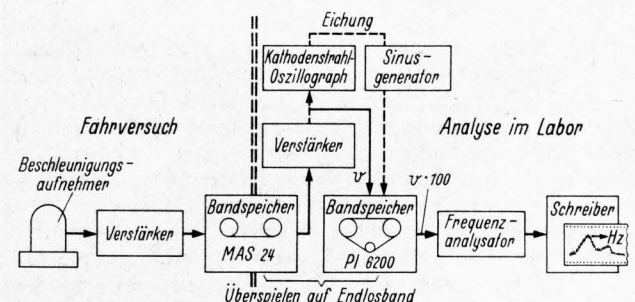 Eichung
Kathodenstrahl-
Oszillograph
Sinus-
generator
Fahrversuch
Analyse im Labor
Verstärker
Beschleunigungs-
aufnehmer
v
v·100
Verstärker
Bandspeicher
MAS 24
Bandspeicher
PI 6200
Frequenz-
analysator
Schreiber
Hz
Überspielen auf Endlosband